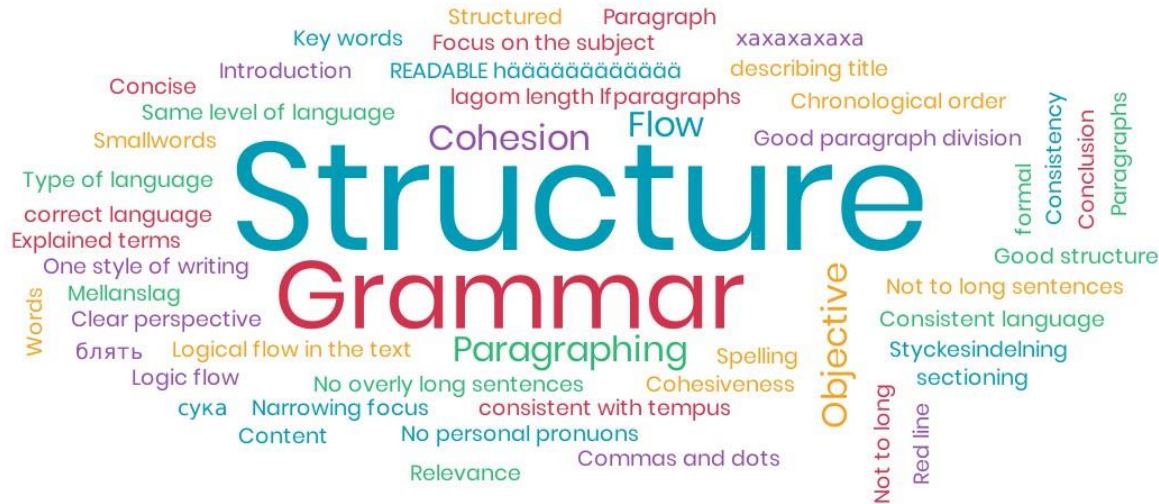 Structured
Paragraph
Key words
Focus on the subject
xaxaxaxaxa
Introduction
READABLE häääääääääääää
describing title
Concise
lagom length lfparagraphs
Chronological order
Same level of language
Smallwords
Cohesion
Flow
Good paragraph division
Type of language
Structure
formal
Consistency
Conclusion
Paragraphs
correct language
Explained terms
Good structure
One style of writing
Grammar
Objective
Not to long sentences
Words
Mellanslag
Clear perspective
Consistent language
блять
Logical flow in the text
Paragraphing
Spelling
Styckesindelning
Logic flow
No overly long sentences
Cohesiveness
sectioning
сука
Narrowing focus
consistent with tempus
Not to long
Red line
Content
No personal pronuons
Relevance
Commas and dots